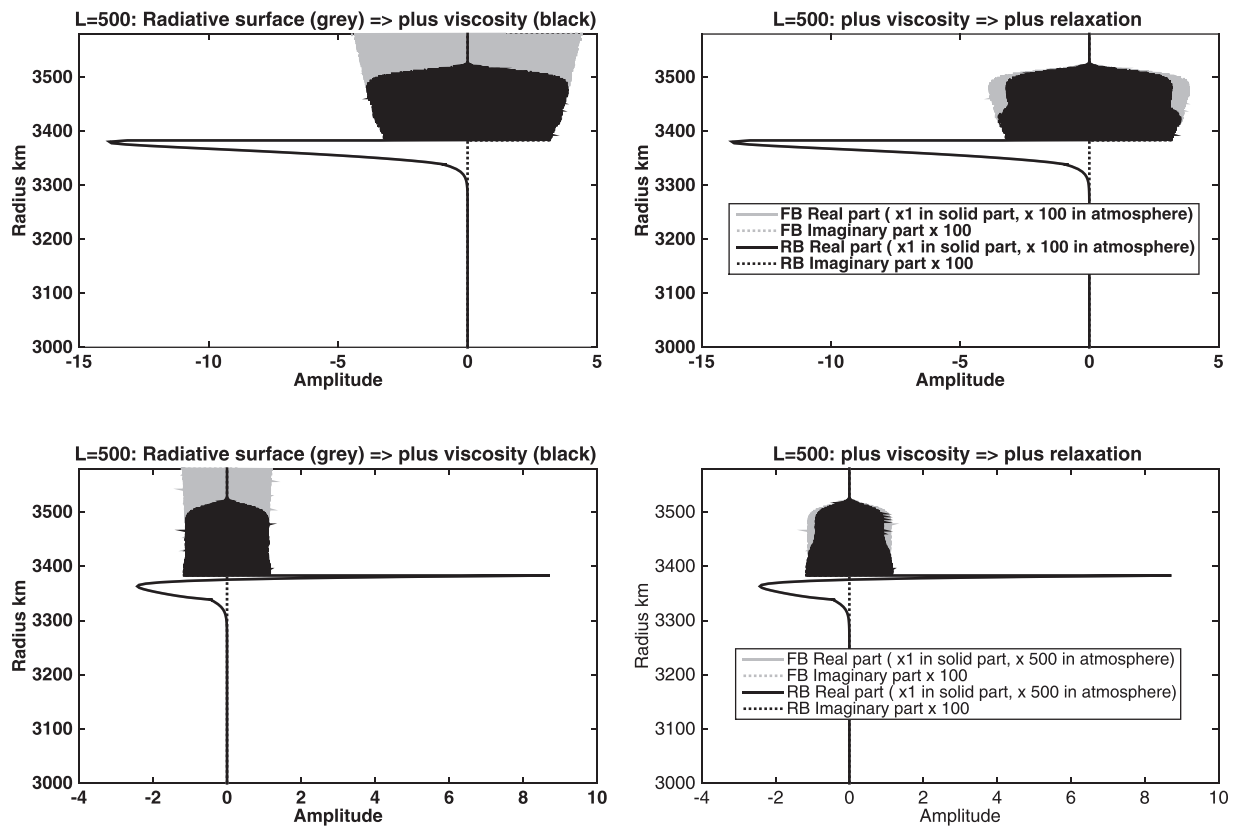 L=500: Radiative surface (grey) => plus viscosity (black)
3500
3400
3300
3200
3100
3000
Radius km
-15
-10
-5
0
5
Amplitude
L=500: plus viscosity => plus relaxation
3500
3400
3300
3200
3100
3000
Radius km
FB Real part ( x1 in solid part, x 100 in atmosphere)
FB Imaginary part x 100
RB Real part ( x1 in solid part, x 100 in atmosphere)
RB Imaginary part x 100
-15
-10
-5
0
5
Amplitude
L=500: Radiative surface (grey) => plus viscosity (black)
3500
3400
3300
3200
3100
3000
Radius km
-4
-2
0
2
4
6
8
10
Amplitude
L=500: plus viscosity => plus relaxation
3500
3400
3300
3200
3100
3000
Radius km
FB Real part ( x1 in solid part, x 500 in atmosphere)
FB Imaginary part x 100
RB Real part ( x1 in solid part, x 500 in atmosphere)
RB Imaginary part x 100
-4
-2
0
2
4
6
8
10
Amplitude